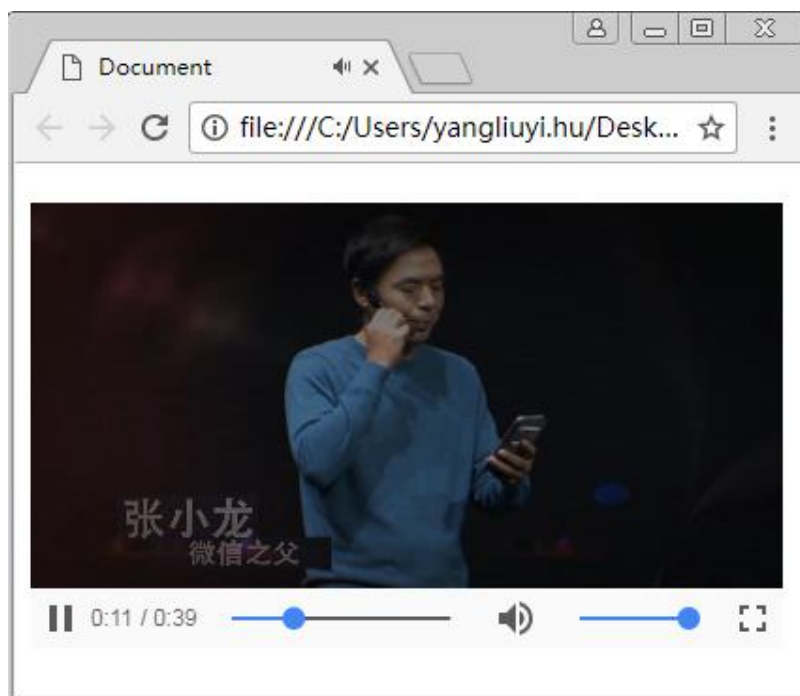 Document
file:///C:/Users/yangliuyi.hu/Desk...
张小龙
微信之父
0:11 / 0:39